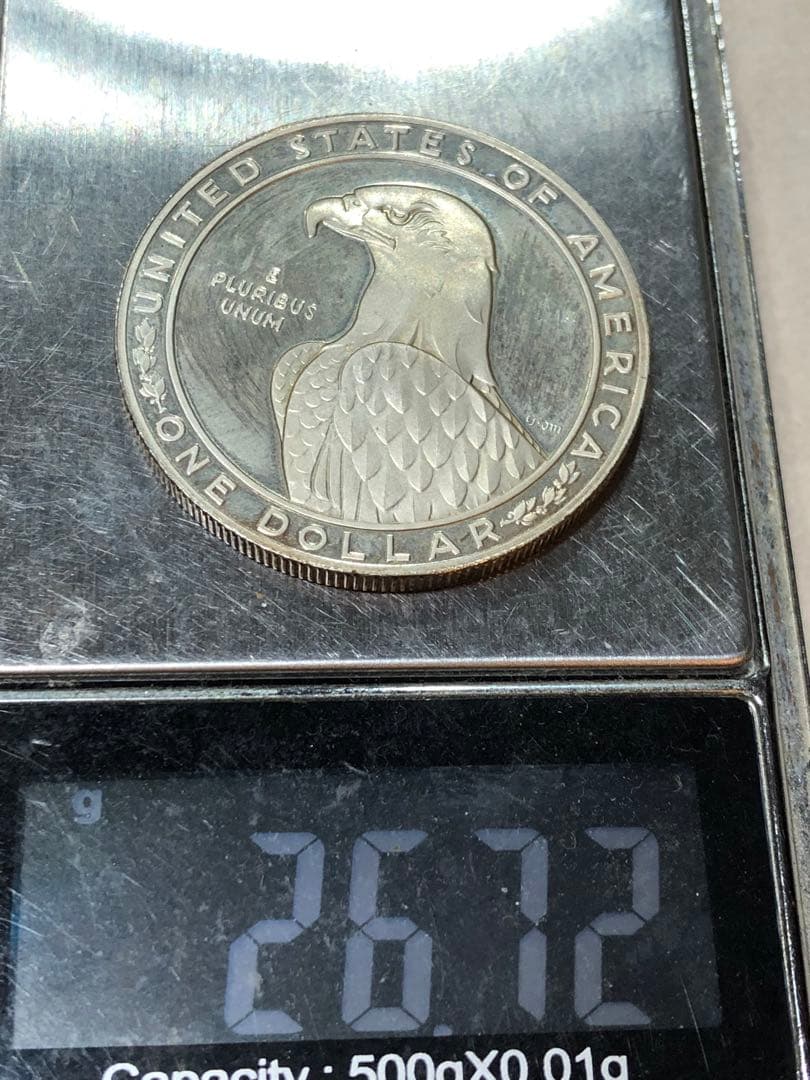 UNITED STATES OF AMERICA
E
PLURIBUS
UNUM
ONE DOLLAR
g
26.72
Capacity : 500gX0.01g